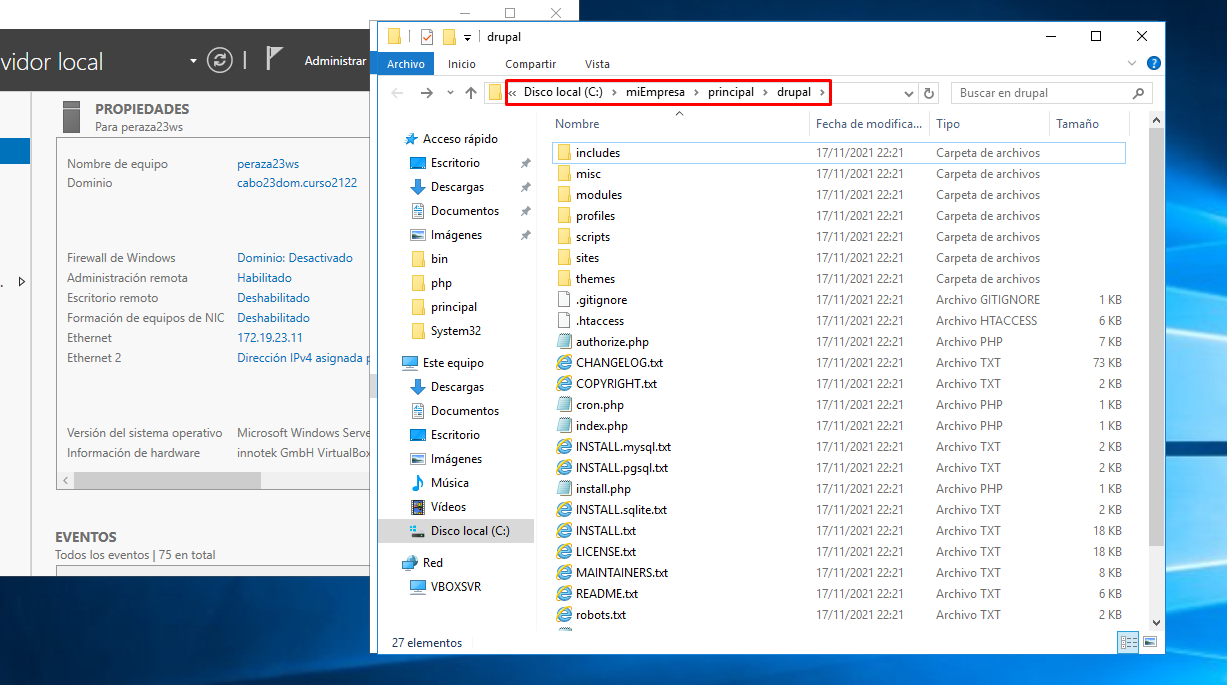 drupal
Archivo Inicio Compartir Vista
« Disco local (C:) > miEmpresa > principal > drupal >
Buscar en drupal
vidor local
Administrar
PROPIEDADES
Para peraza23ws
Nombre de equipo peraza23ws
Dominio cabo23dom.curso2122
Firewall de Windows Dominio: Desactivado
Administración remota Habilitado
Escritorio remoto Deshabilitado
Formación de equipos de NIC Deshabilitado
Ethernet 172.19.23.11
Ethernet 2 Dirección IPv4 asignada p
Versión del sistema operativo Microsoft Windows Serve
Información de hardware innotek GmbH VirtualBox
EVENTOS
Todos los eventos | 75 en total
Acceso rápido
Escritorio
Descargas
Documentos
Imágenes
bin
php
principal
System32
Este equipo
Descargas
Documentos
Escritorio
Imágenes
Música
Vídeos
Disco local (C:)
Red
VBOXSVR
Nombre Fecha de modifica... Tipo Tamaño
includes 17/11/2021 22:21 Carpeta de archivos
misc 17/11/2021 22:21 Carpeta de archivos
modules 17/11/2021 22:21 Carpeta de archivos
profiles 17/11/2021 22:21 Carpeta de archivos
scripts 17/11/2021 22:21 Carpeta de archivos
sites 17/11/2021 22:21 Carpeta de archivos
themes 17/11/2021 22:21 Carpeta de archivos
.gitignore 17/11/2021 22:21 Archivo GITIGNORE 1 KB
.htaccess 17/11/2021 22:21 Archivo HTACCESS 6 KB
authorize.php 17/11/2021 22:21 Archivo PHP 7 KB
CHANGELOG.txt 17/11/2021 22:21 Archivo TXT 73 KB
COPYRIGHT.txt 17/11/2021 22:21 Archivo TXT 2 KB
cron.php 17/11/2021 22:21 Archivo PHP 1 KB
index.php 17/11/2021 22:21 Archivo PHP 1 KB
INSTALL.mysql.txt 17/11/2021 22:21 Archivo TXT 2 KB
INSTALL.pgsql.txt 17/11/2021 22:21 Archivo TXT 2 KB
install.php 17/11/2021 22:21 Archivo PHP 1 KB
INSTALL.sqlite.txt 17/11/2021 22:21 Archivo TXT 2 KB
INSTALL.txt 17/11/2021 22:21 Archivo TXT 18 KB
LICENSE.txt 17/11/2021 22:21 Archivo TXT 18 KB
MAINTAINERS.txt 17/11/2021 22:21 Archivo TXT 8 KB
README.txt 17/11/2021 22:21 Archivo TXT 6 KB
robots.txt 17/11/2021 22:21 Archivo TXT 2 KB
27 elementos